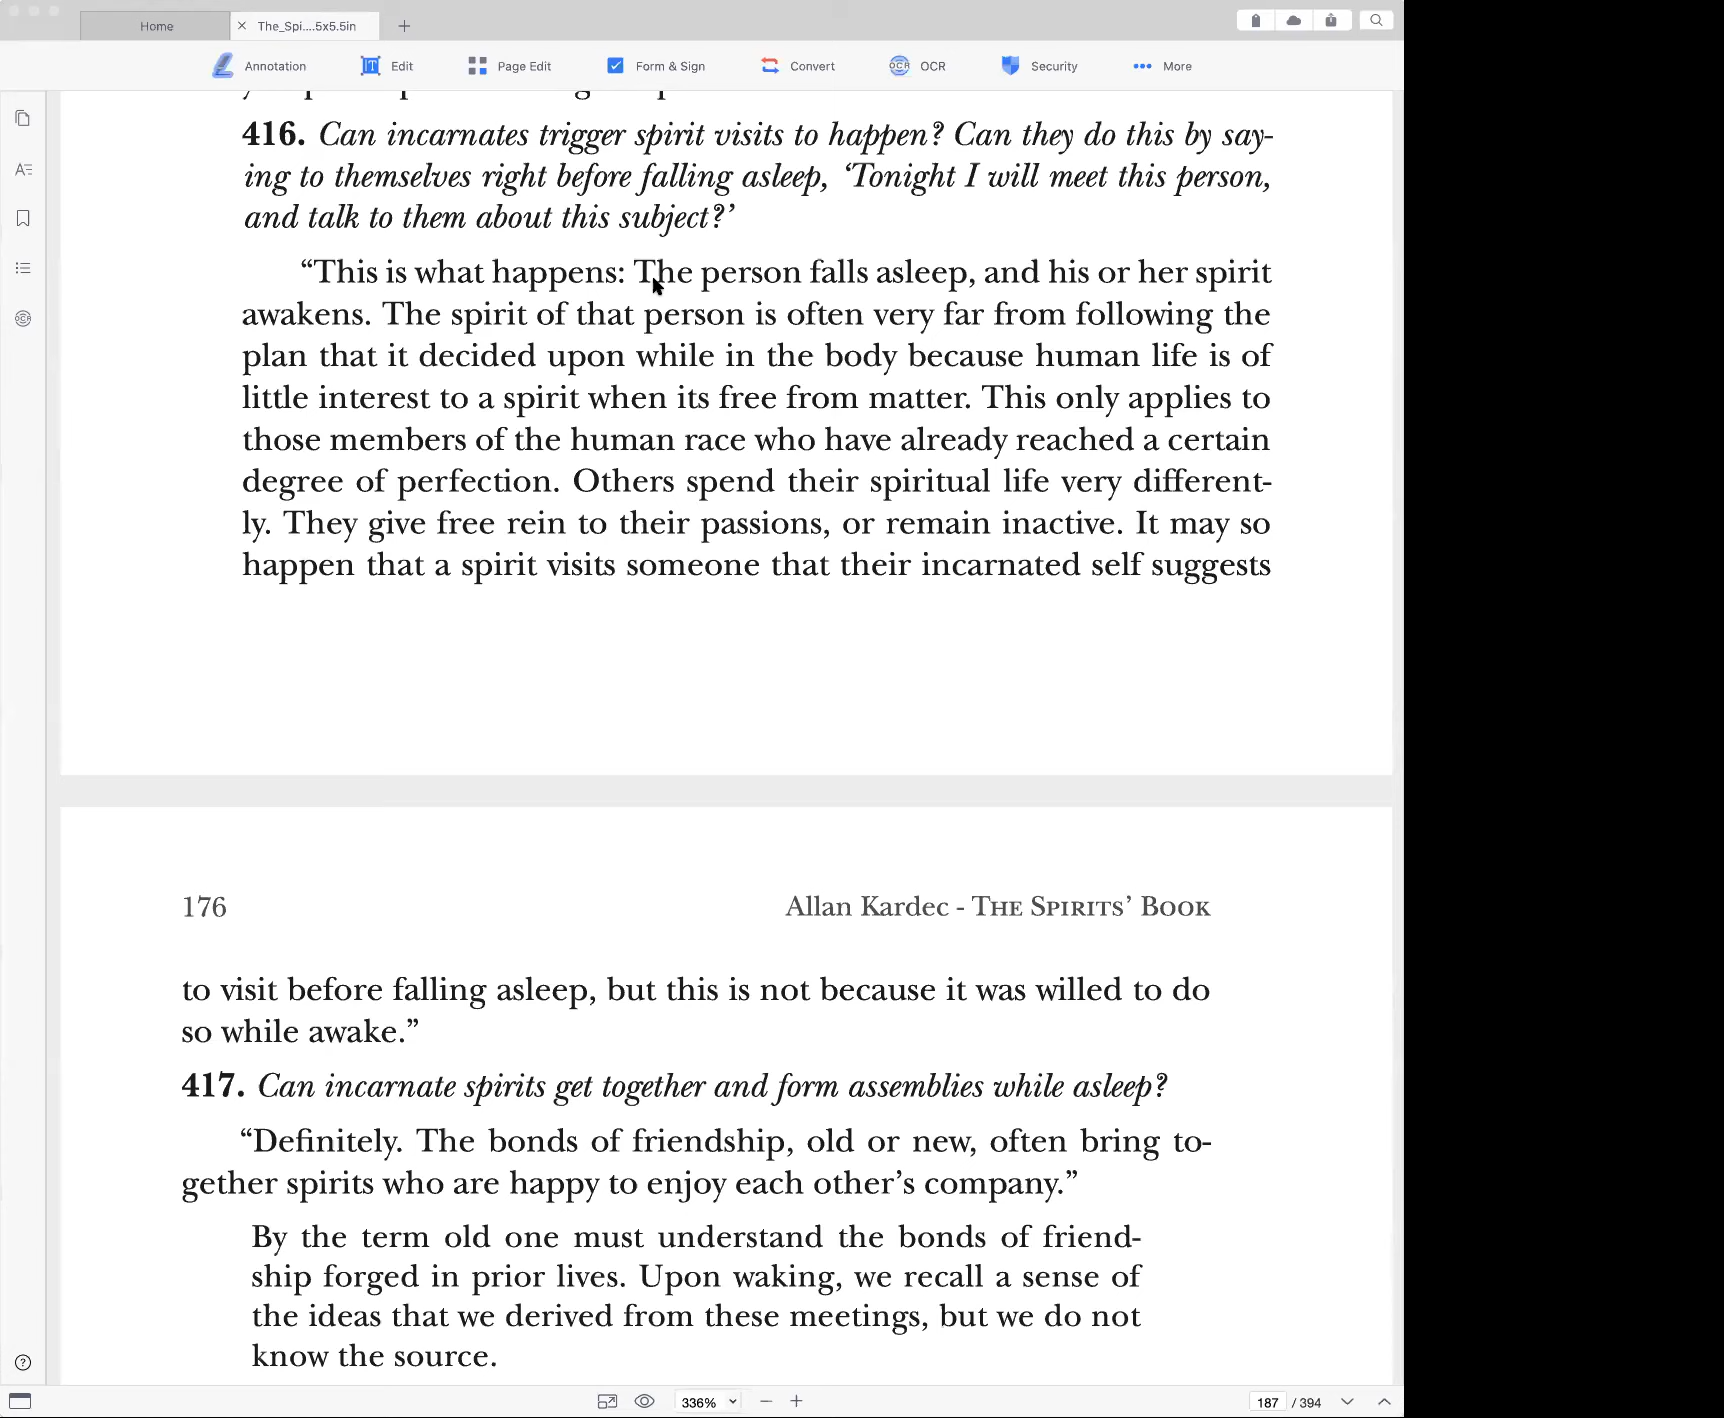 Home
The_Spi....5x5.5in
Annotation
Edit
Page Edit
Form & Sign
Convert
OCR
Security
More
416. Can incarnates trigger spirit visits to happen? Can they do this by say-
ing to themselves right before falling asleep, ‘Tonight I will meet this person,
and talk to them about this subject?’
“This is what happens: The person falls asleep, and his or her spirit
awakens. The spirit of that person is often very far from following the
plan that it decided upon while in the body because human life is of
little interest to a spirit when its free from matter. This only applies to
those members of the human race who have already reached a certain
degree of perfection. Others spend their spiritual life very different-
ly. They give free rein to their passions, or remain inactive. It may so
happen that a spirit visits someone that their incarnated self suggests
176
Allan Kardec - The Spirits’ Book
to visit before falling asleep, but this is not because it was willed to do
so while awake.”
417. Can incarnate spirits get together and form assemblies while asleep?
“Definitely. The bonds of friendship, old or new, often bring to-
gether spirits who are happy to enjoy each other’s company.”
By the term old one must understand the bonds of friend-
ship forged in prior lives. Upon waking, we recall a sense of
the ideas that we derived from these meetings, but we do not
know the source.
336%
187 / 394